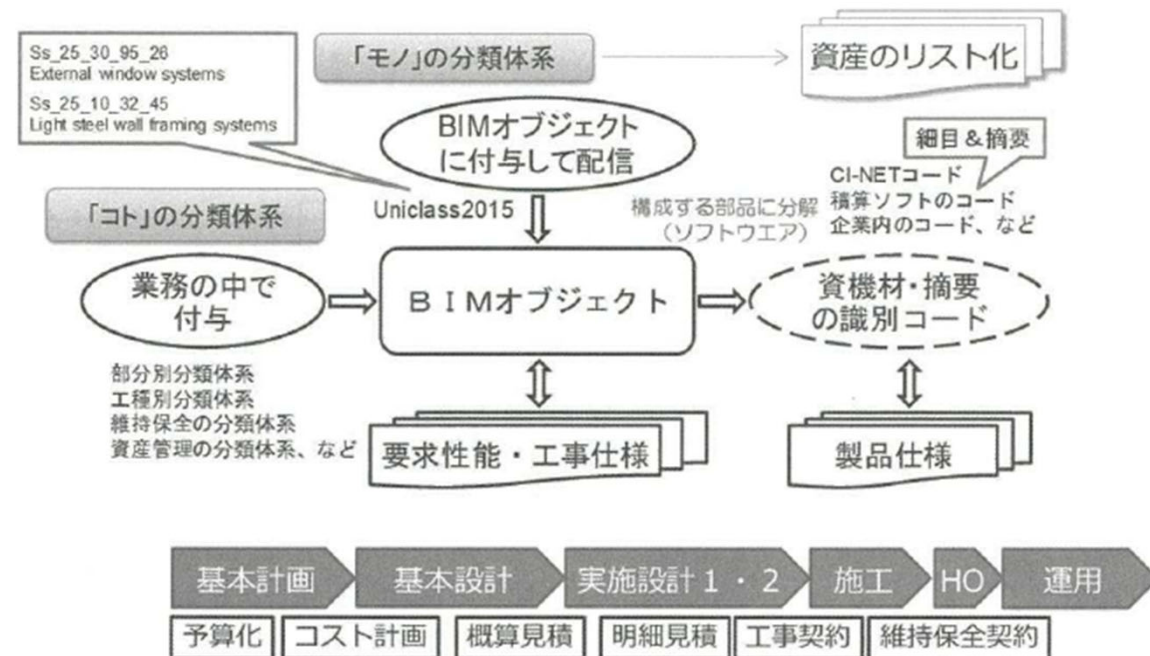 Ss_25_30_95_26
External window systems
Ss_25_10_32_45
Light steel wall framing systems
「モノ」の分類体系
資産のリスト化
BIMオブジェクト
に付与して配信
細目&摘要
CI-NETコード
積算ソフトのコード
企業内のコード、など
「コト」の分類体系
Uniclass2015
構成する部品に分解
(ソフトウエア)
業務の中で
付与
BIMオブジェクト
資機材・摘要
の識別コード
部分別分類体系
工種別分類体系
維持保全の分類体系
資産管理の分類体系、など
要求性能・工事仕様
製品仕様
基本計画
基本設計
実施設計1・2
施工
HO
運用
予算化
コスト計画
概算見積
明細見積
工事契約
維持保全契約